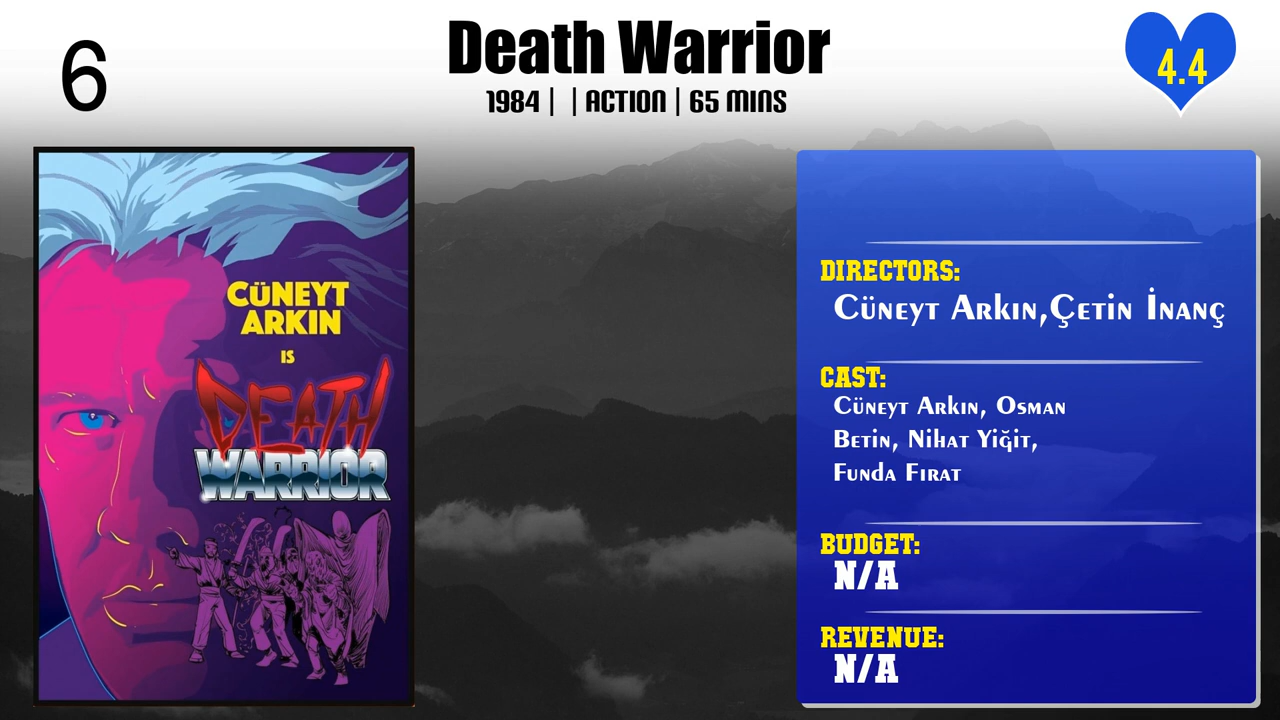 6
Death Warrior
1984 | | ACTION | 65 MINS
4.4
CÜNEYT
ARKIN
IS
DEATH
WARRIOR
DIRECTORS:
Cüneyt Arkın,Çetin İnanç
CAST:
Cüneyt Arkın, Osman
Betin, Nihat Yiğit,
Funda Fırat
BUDGET:
N/A
REVENUE:
N/A